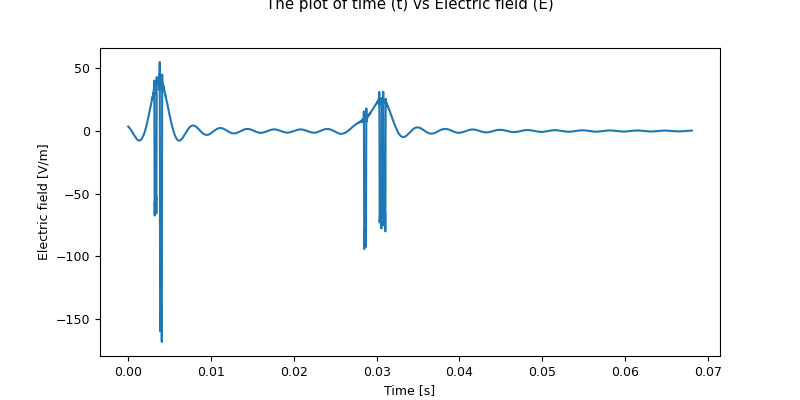 The plot of time (t) vs Electric field (E)
50
0
−50
−100
−150
Electric field [V/m]
0.00 0.01 0.02 0.03 0.04 0.05 0.06 0.07
Time [s]